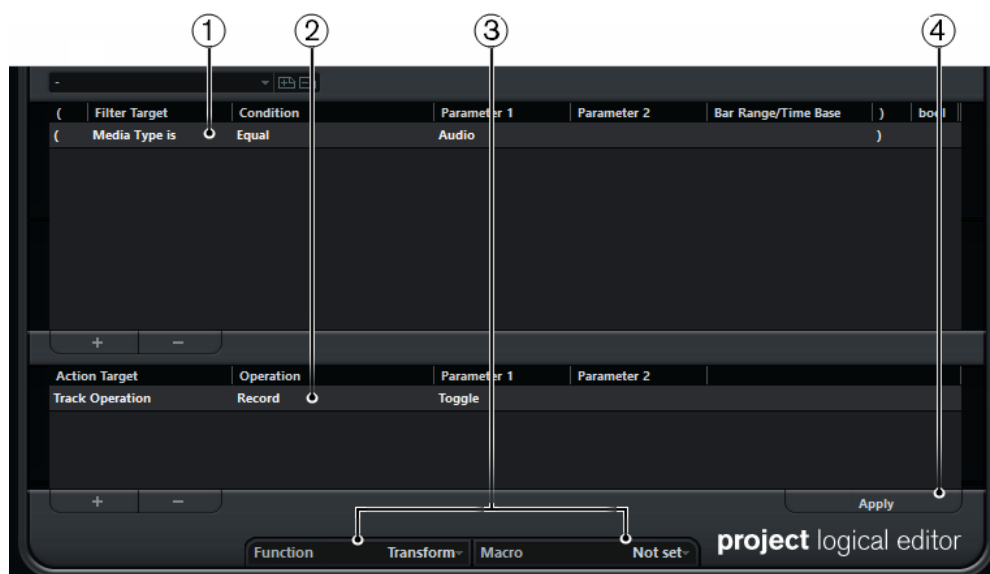 1 2 3 4
-
( Filter Target Condition Parameter 1 Parameter 2 Bar Range/Time Base ) bool
( Media Type is Equal Audio )
+ −
Action Target Operation Parameter 1 Parameter 2
Track Operation Record Toggle
+ − Apply
Function Transform Macro Not set project logical editor